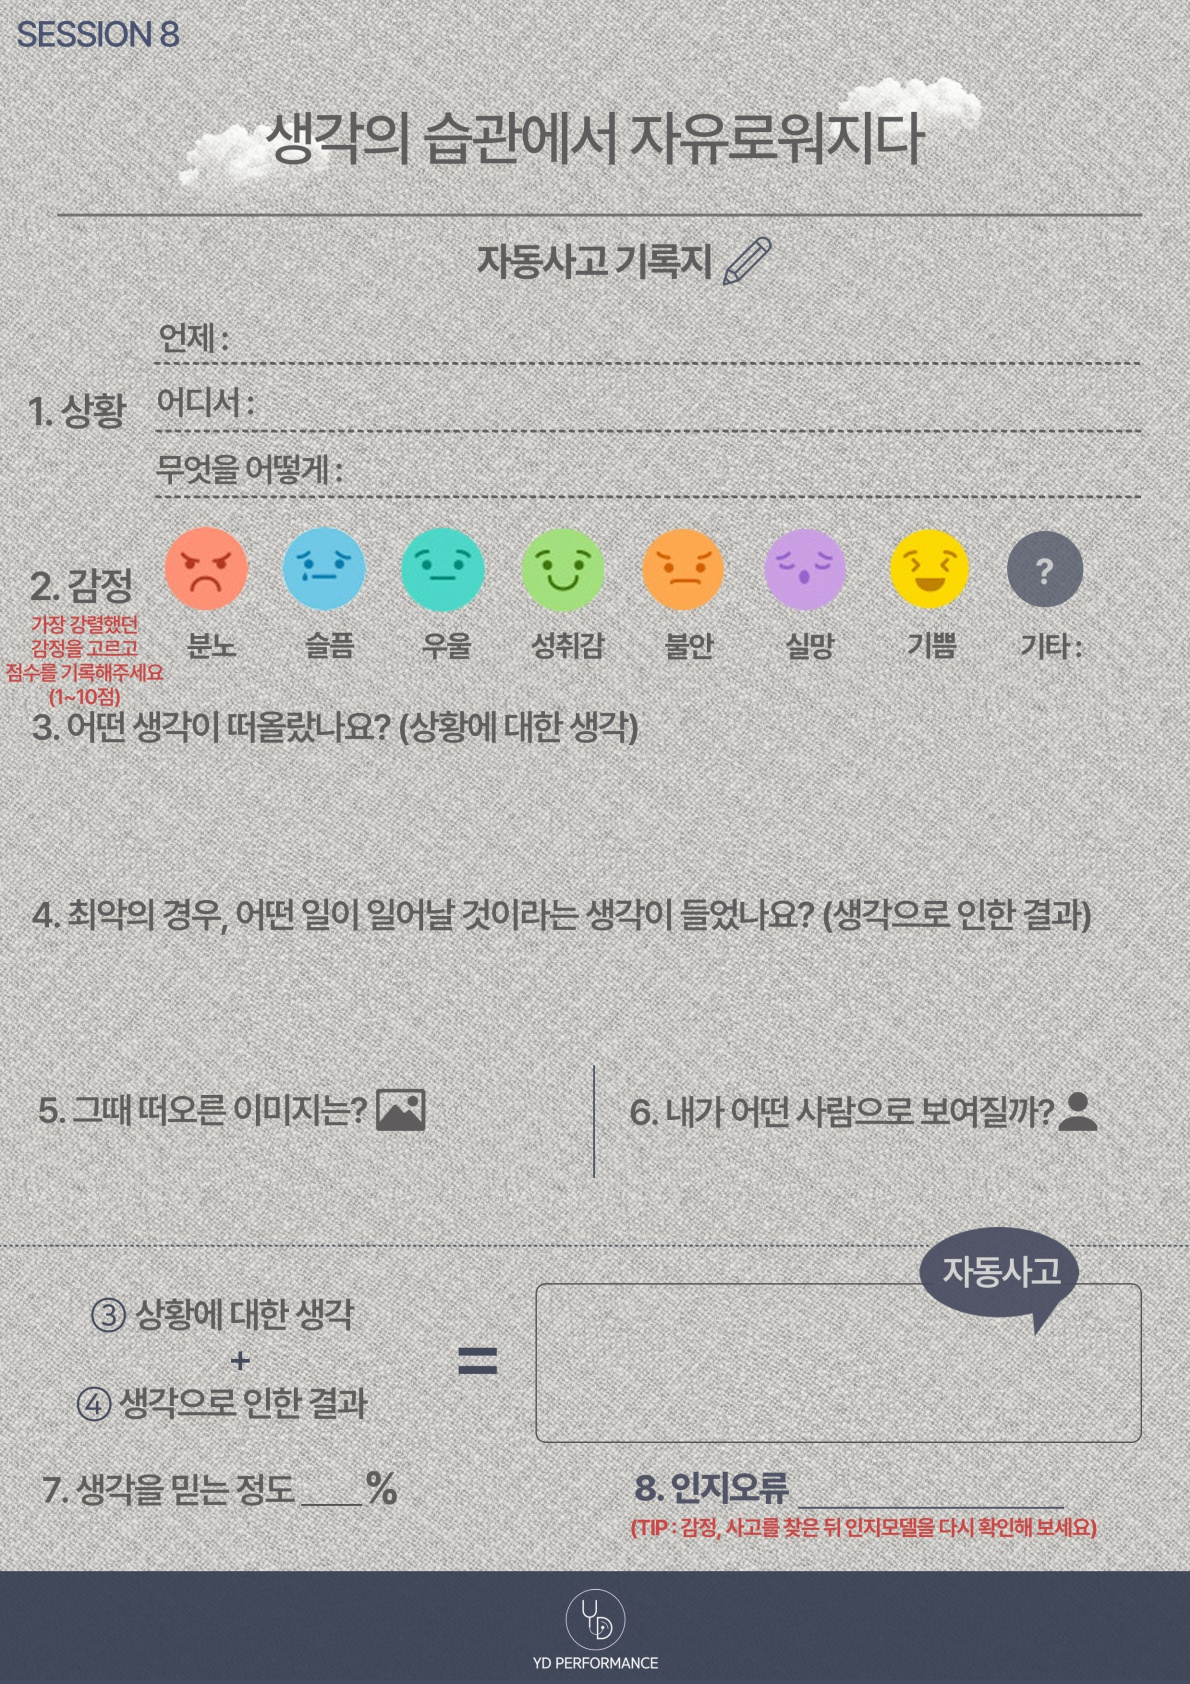 SESSION 8
생각의 습관에서 자유로워지다
자동사고 기록지
언제 :
1. 상황
어디서 :
무엇을 어떻게 :
?
2. 감정
가장 강렬했던
감정을 고르고
점수를 기록해주세요
(1~10점)
분노 슬픔 우울 성취감 불안 실망 기쁨 기타 :
3. 어떤 생각이 떠올랐나요? (상황에 대한 생각)
4. 최악의 경우, 어떤 일이 일어날 것이라는 생각이 들었나요? (생각으로 인한 결과)
5. 그때 떠오른 이미지는?
6. 내가 어떤 사람으로 보여질까?
자동사고
③ 상황에 대한 생각
+
④ 생각으로 인한 결과
=
7. 생각을 믿는 정도 ____%
8. 인지오류 ____________________
(TIP : 감정, 사고를 찾은 뒤 인지모델을 다시 확인해 보세요)
YD
YD PERFORMANCE